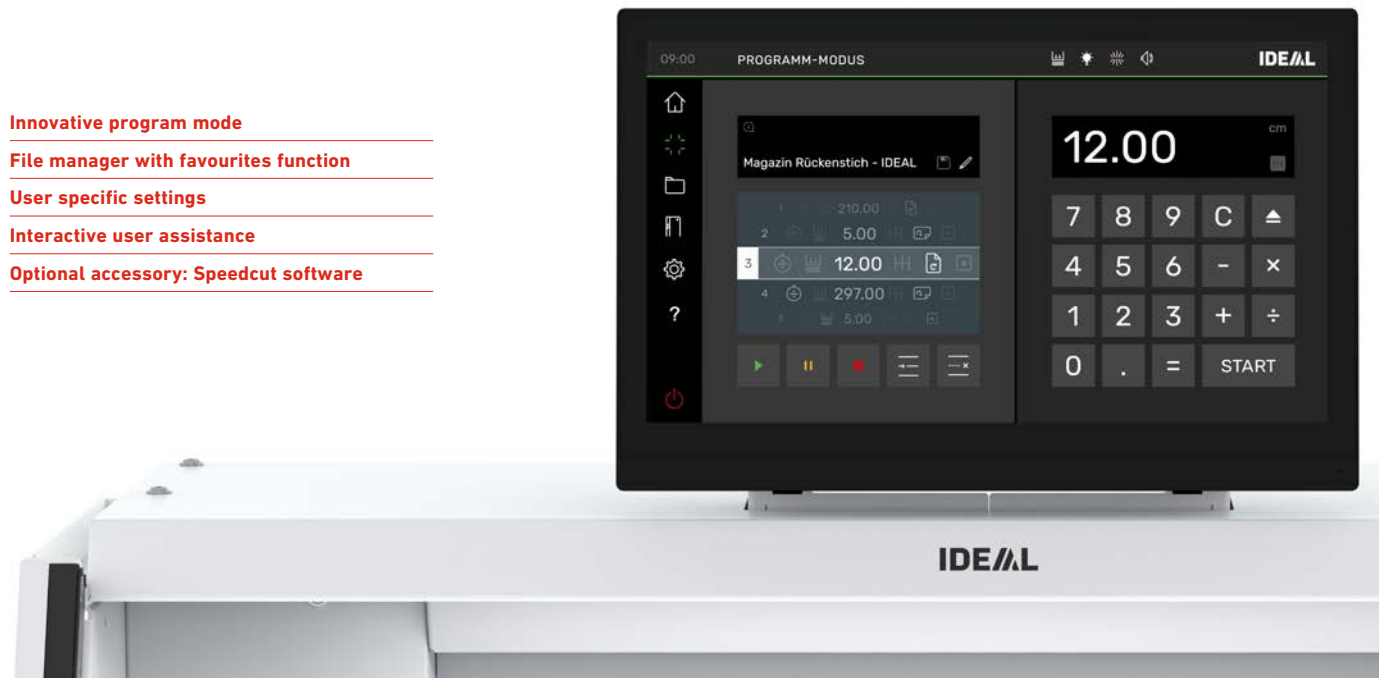 Innovative program mode
File manager with favourites function
User specific settings
Interactive user assistance
Optional accessory: Speedcut software
09:00 PROGRAMM-MODUS IDEAL
Magazin Rückenstich - IDEAL
1 210.00
2 5.00
3 12.00
4 297.00
5.00
?
12.00 cm
7 8 9 C
4 5 6 - ×
1 2 3 + ÷
0 . = START
IDEAL